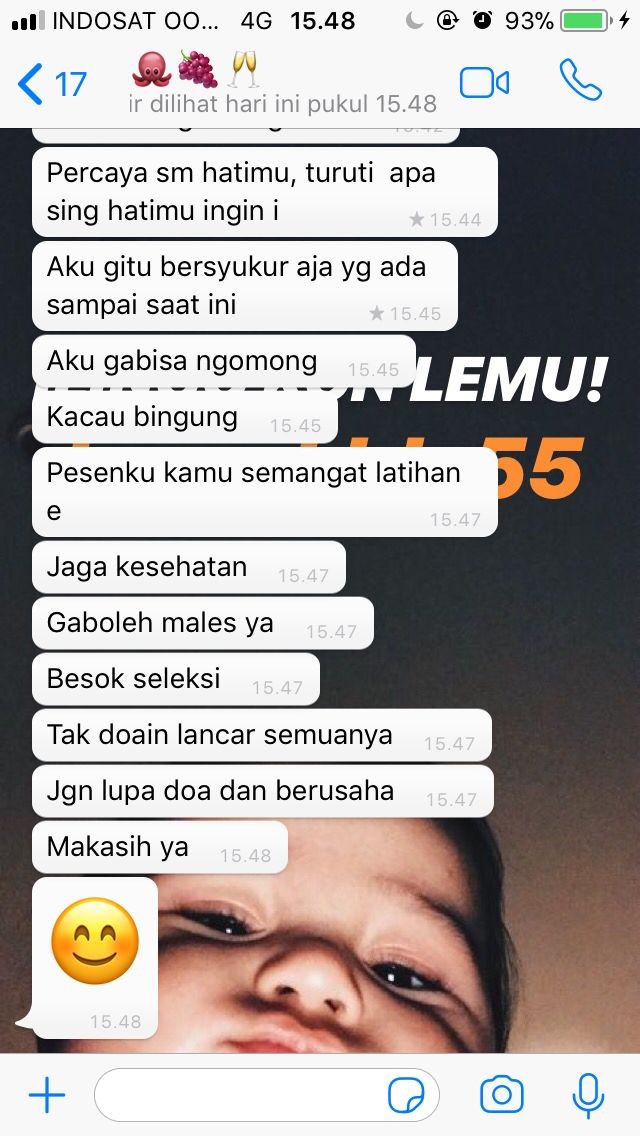 INDOSAT OO... 4G 15.48 93%
17
ir dilihat hari ini pukul 15.48
15.42
Percaya sm hatimu, turuti apa
sing hatimu ingin i
15.44
Aku gitu bersyukur aja yg ada
sampai saat ini
15.45
Aku gabisa ngomong 15.45
LEMU!
Kacau bingung 15.45
55
Pesenku kamu semangat latihan
e
15.47
Jaga kesehatan 15.47
Gaboleh males ya 15.47
Besok seleksi 15.47
Tak doain lancar semuanya 15.47
Jgn lupa doa dan berusaha 15.47
Makasih ya 15.48
15.48